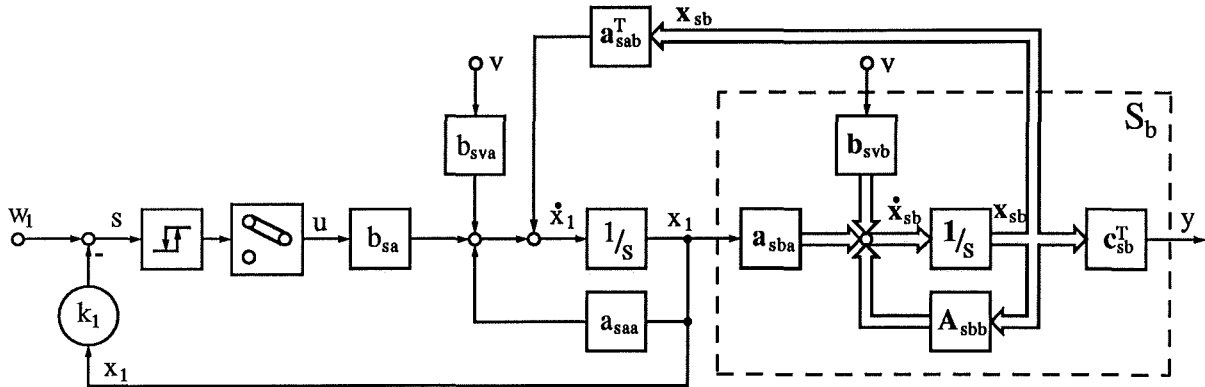 x_sb
a^T_sab
v
v
S_b
b_sva
b_svb
w_1
s
u
b_sa
ẋ_1
1/s
x_1
a_sba
ẋ_sb
1/s
x_sb
c^T_sb
y
-
k_1
a_saa
A_sbb
x_1